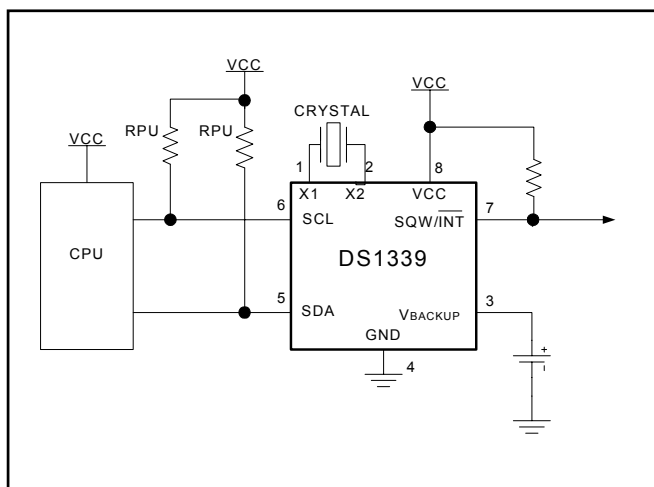 VCC
VCC
CRYSTAL
RPU
RPU
VCC
1
2
8
X1
X2
VCC
6
SCL
7
SQW/INT
CPU
DS1339
5
SDA
VBACKUP
3
GND
4
+
−